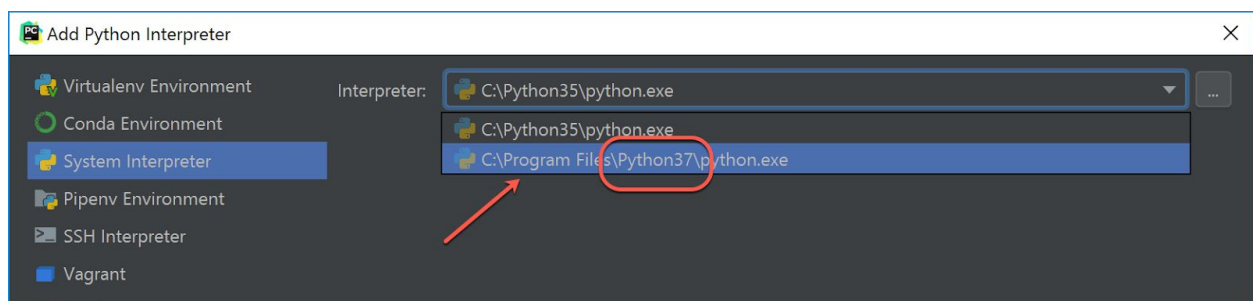 PC Add Python Interpreter
Virtualenv Environment
Conda Environment
System Interpreter
Pipenv Environment
SSH Interpreter
Vagrant
Interpreter: C:\Python35\python.exe ...
C:\Python35\python.exe
C:\Program Files\Python37\python.exe